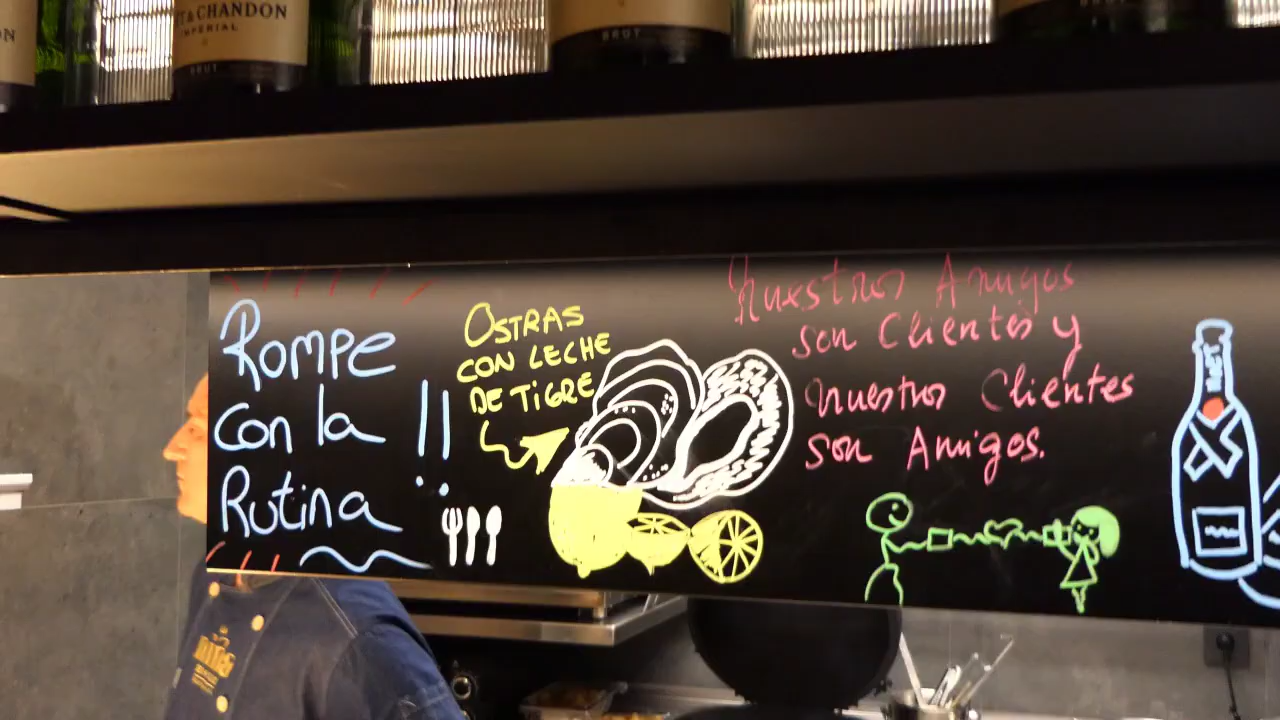 & CHANDON
IMPERIAL
BRUT
BRUT
Rompe
con la !!
Rutina
OSTRAS
CON LECHE
DE TIGRE
Nuestros Amigos
son Clientes y
nuestros Clientes
son Amigos.